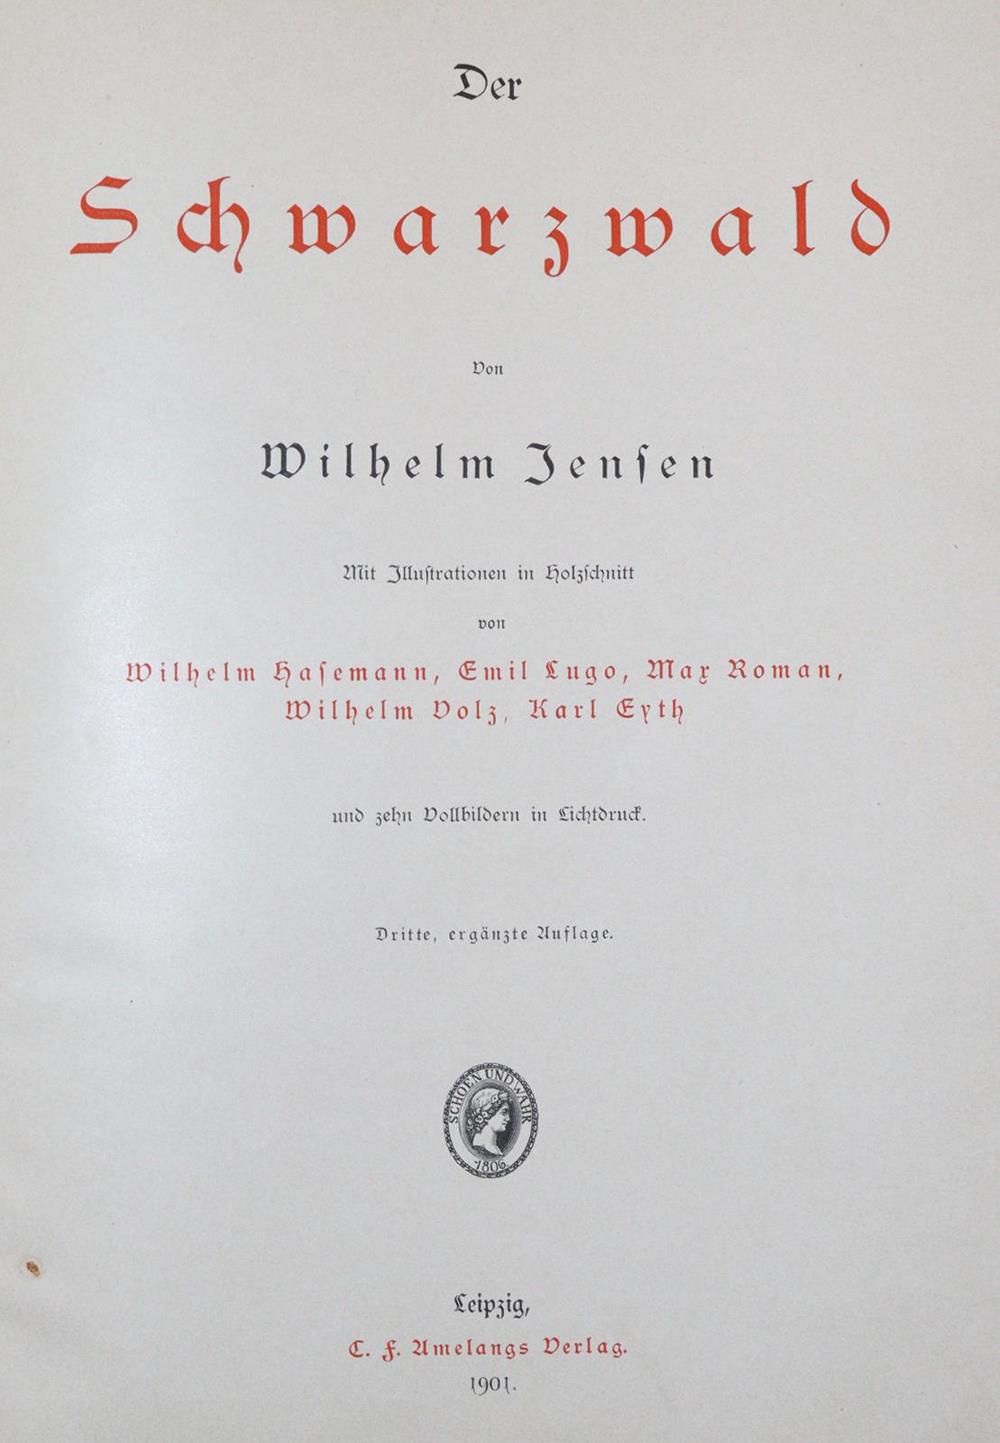 Der
Schwarzwald
Von
Wilhelm Jensen
Mit Illustrationen in Holzschnitt
von
Wilhelm Hasemann, Emil Lugo, Max Roman,
Wilhelm Volz, Karl Eyth
und zehn Vollbildern in Lichtdruck.
Dritte, ergänzte Auflage.
SCHOEN UND WAHR
1806
Leipzig,
C. F. Amelangs Verlag.
1901.